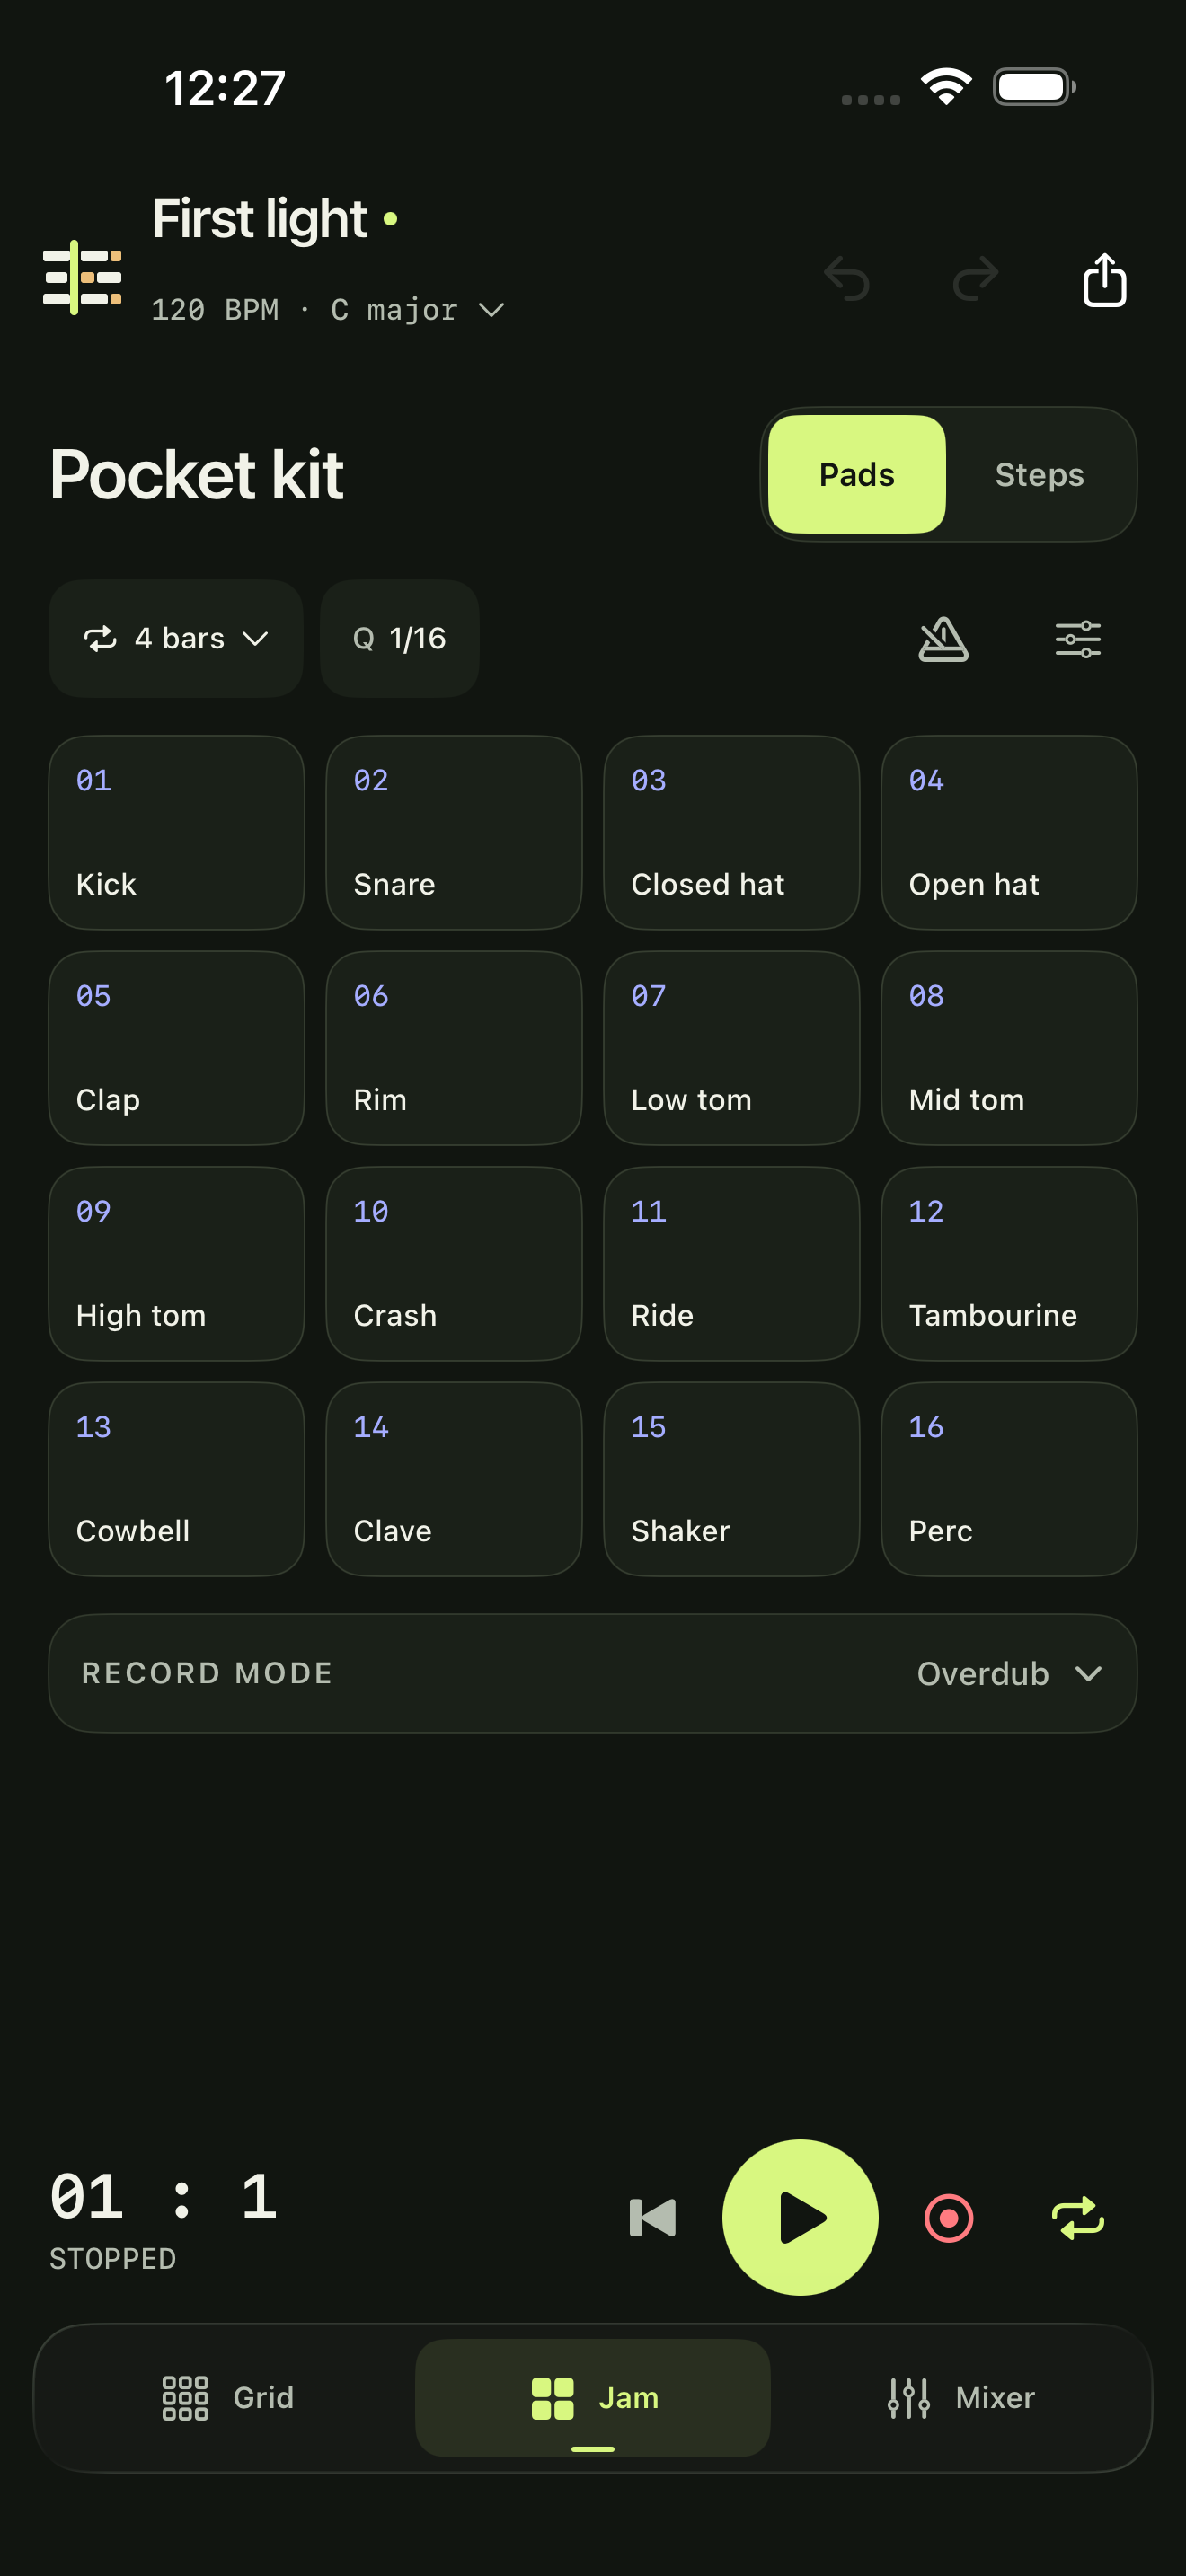 12:27
First light
120 BPM · C major
Pocket kit
Pads
Steps
4 bars
Q 1/16
01
02
03
04
Kick
Snare
Closed hat
Open hat
05
06
07
08
Clap
Rim
Low tom
Mid tom
09
10
11
12
High tom
Crash
Ride
Tambourine
13
14
15
16
Cowbell
Clave
Shaker
Perc
RECORD MODE
Overdub
01 : 1
STOPPED
Grid
Jam
Mixer